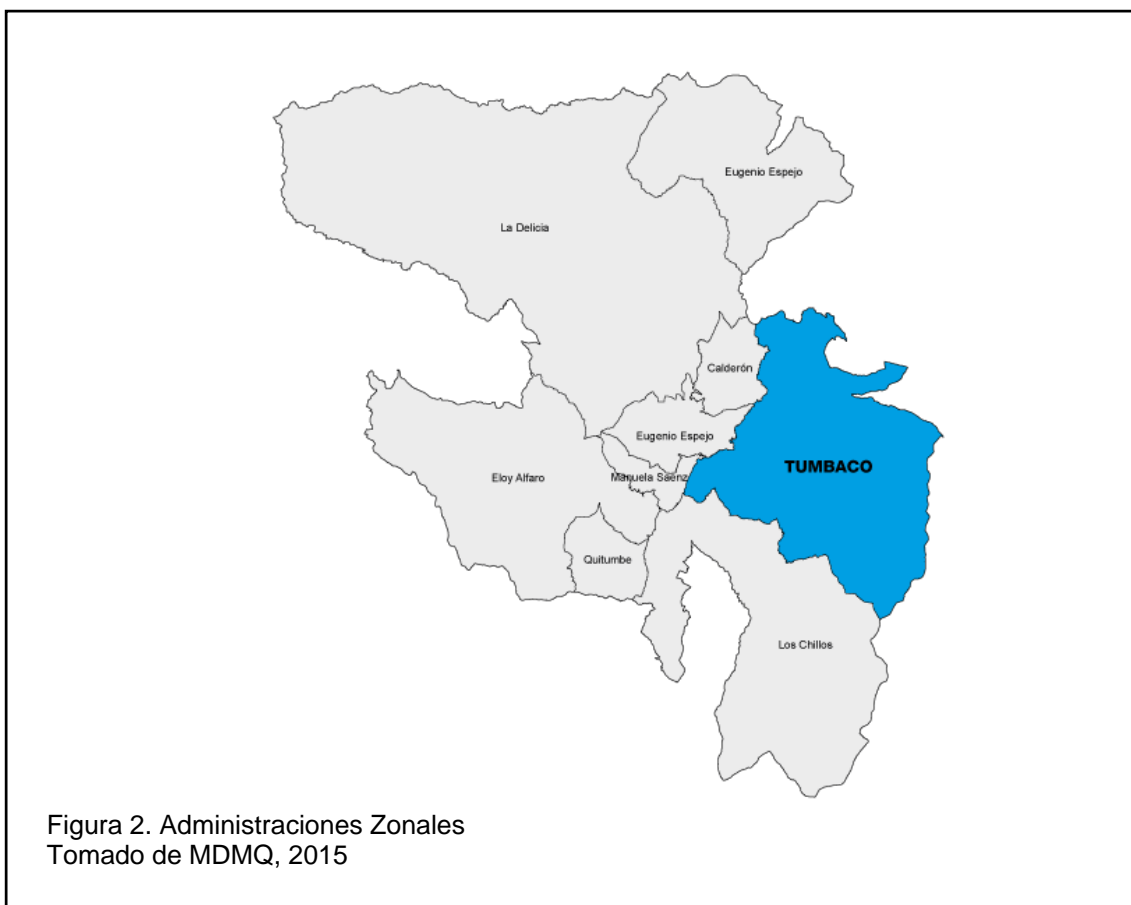 Eugenio Espejo
La Delicia
Calderón
Eugenio Espejo
TUMBACO
Manuela Saénz
Eloy Alfaro
Quitumbe
Los Chillos
Figura 2. Administraciones Zonales
Tomado de MDMQ, 2015